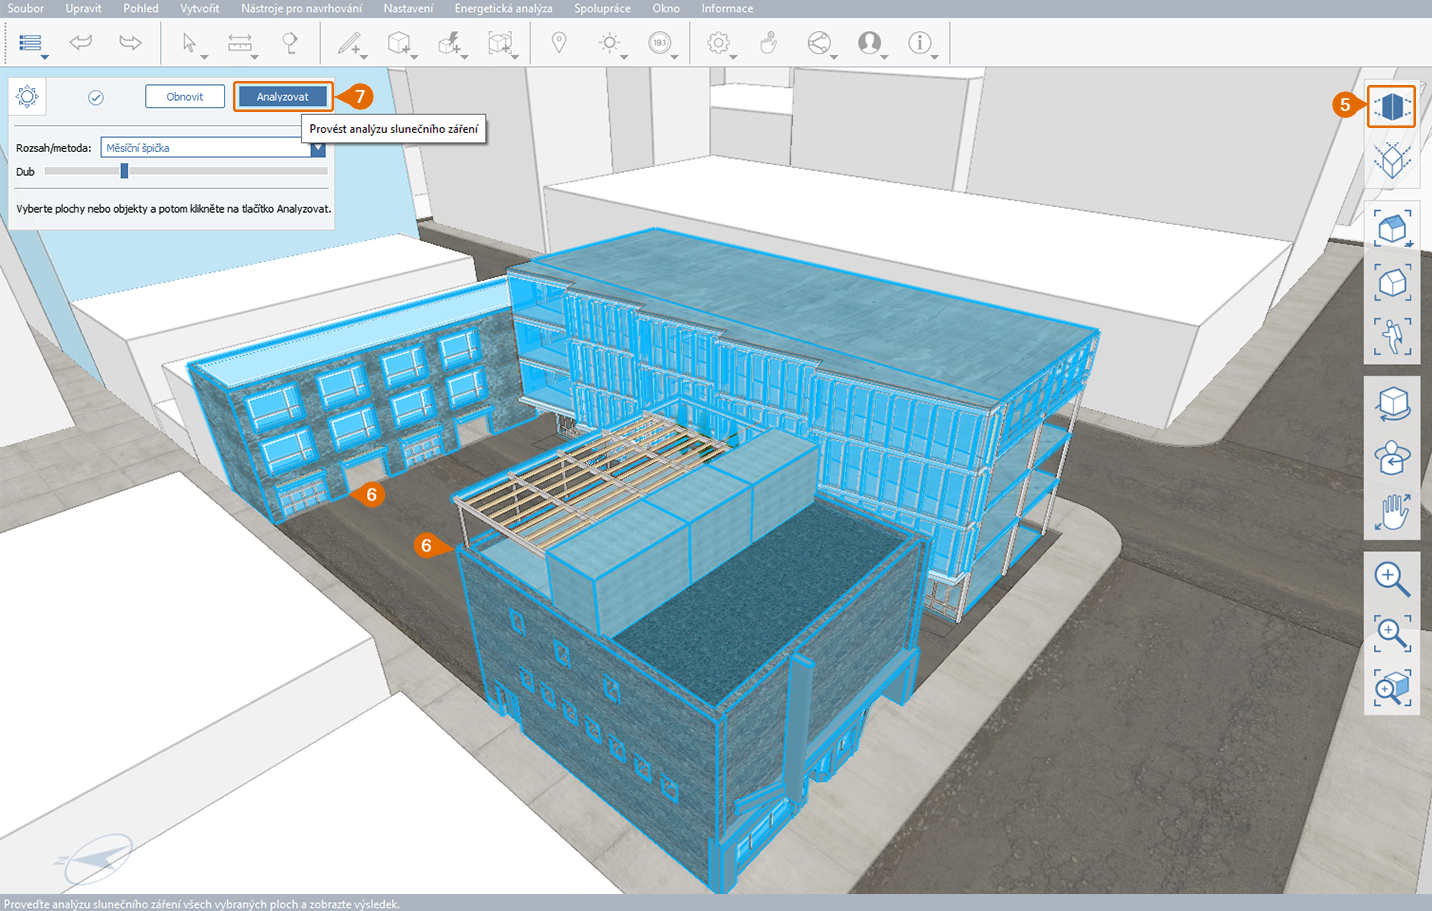 Soubor Upravit Pohled Vytvořit Nástroje pro navrhování Nastavení Energetická analýza Spolupráce Okno Informace
19.1
Obnovit Analyzovat 7
Provést analýzu slunečního záření
Rozsah/metoda: Měsíční špička
Dub
Vyberte plochy nebo objekty a potom klikněte na tlačítko Analyzovat.
5
6
6
Z
Proveďte analýzu slunečního záření všech vybraných ploch a zobrazte výsledek.